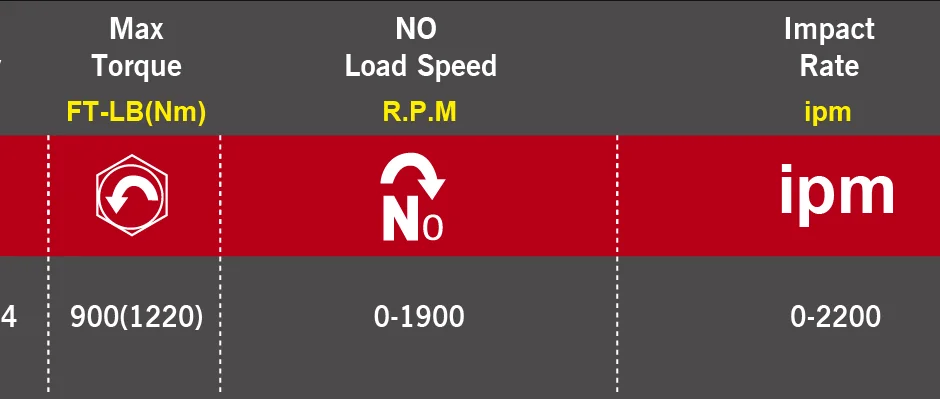 Max
Torque
FT-LB(Nm)
NO
Load Speed
R.P.M
Impact
Rate
ipm
N0
ipm
4
900(1220)
0-1900
0-2200